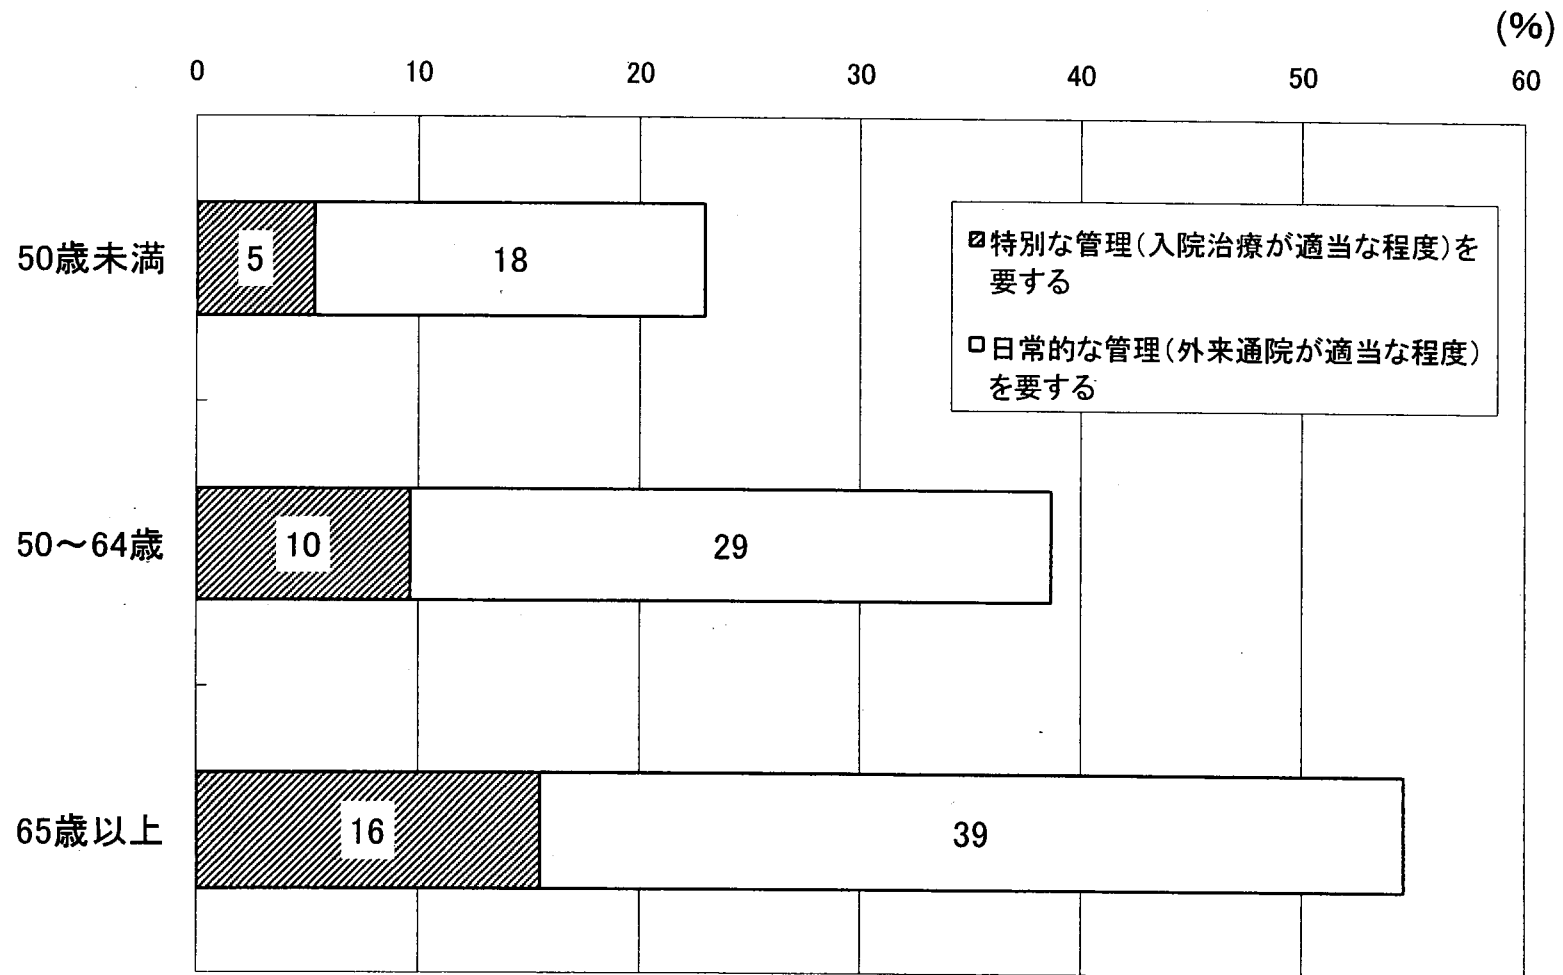 (%)
0 10 20 30 40 50 60
50歳未満 5 18
特別な管理(入院治療が適当な程度)を
要する
日常的な管理(外来通院が適当な程度)
を要する
50～64歳 10 29
65歳以上 16 39